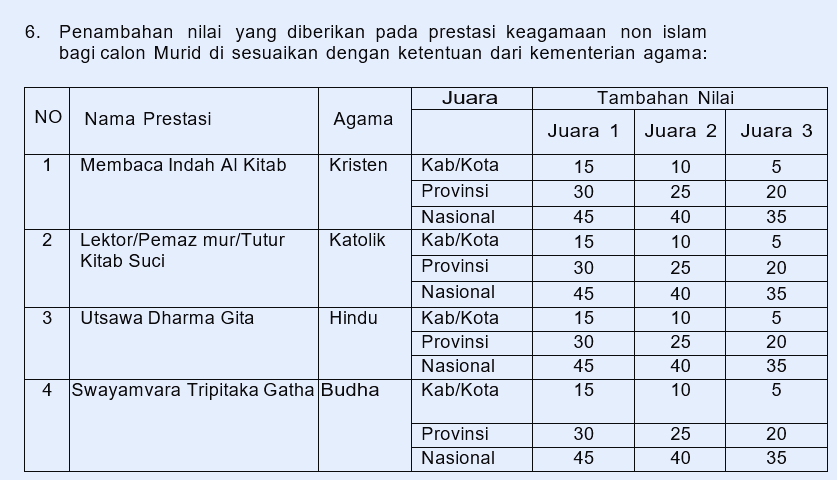 6. Penambahan nilai yang diberikan pada prestasi keagamaan non islam
bagi calon Murid di sesuaikan dengan ketentuan dari kementerian agama:
NO Nama Prestasi Agama Juara Tambahan Nilai
Juara 1 Juara 2 Juara 3
1 Membaca Indah Al Kitab Kristen Kab/Kota 15 10 5
Provinsi 30 25 20
Nasional 45 40 35
2 Lektor/Pemaz mur/Tutur Katolik Kab/Kota 15 10 5
Kitab Suci
Provinsi 30 25 20
Nasional 45 40 35
3 Utsawa Dharma Gita Hindu Kab/Kota 15 10 5
Provinsi 30 25 20
Nasional 45 40 35
4 Swayamvara Tripitaka Gatha Budha Kab/Kota 15 10 5
Provinsi 30 25 20
Nasional 45 40 35